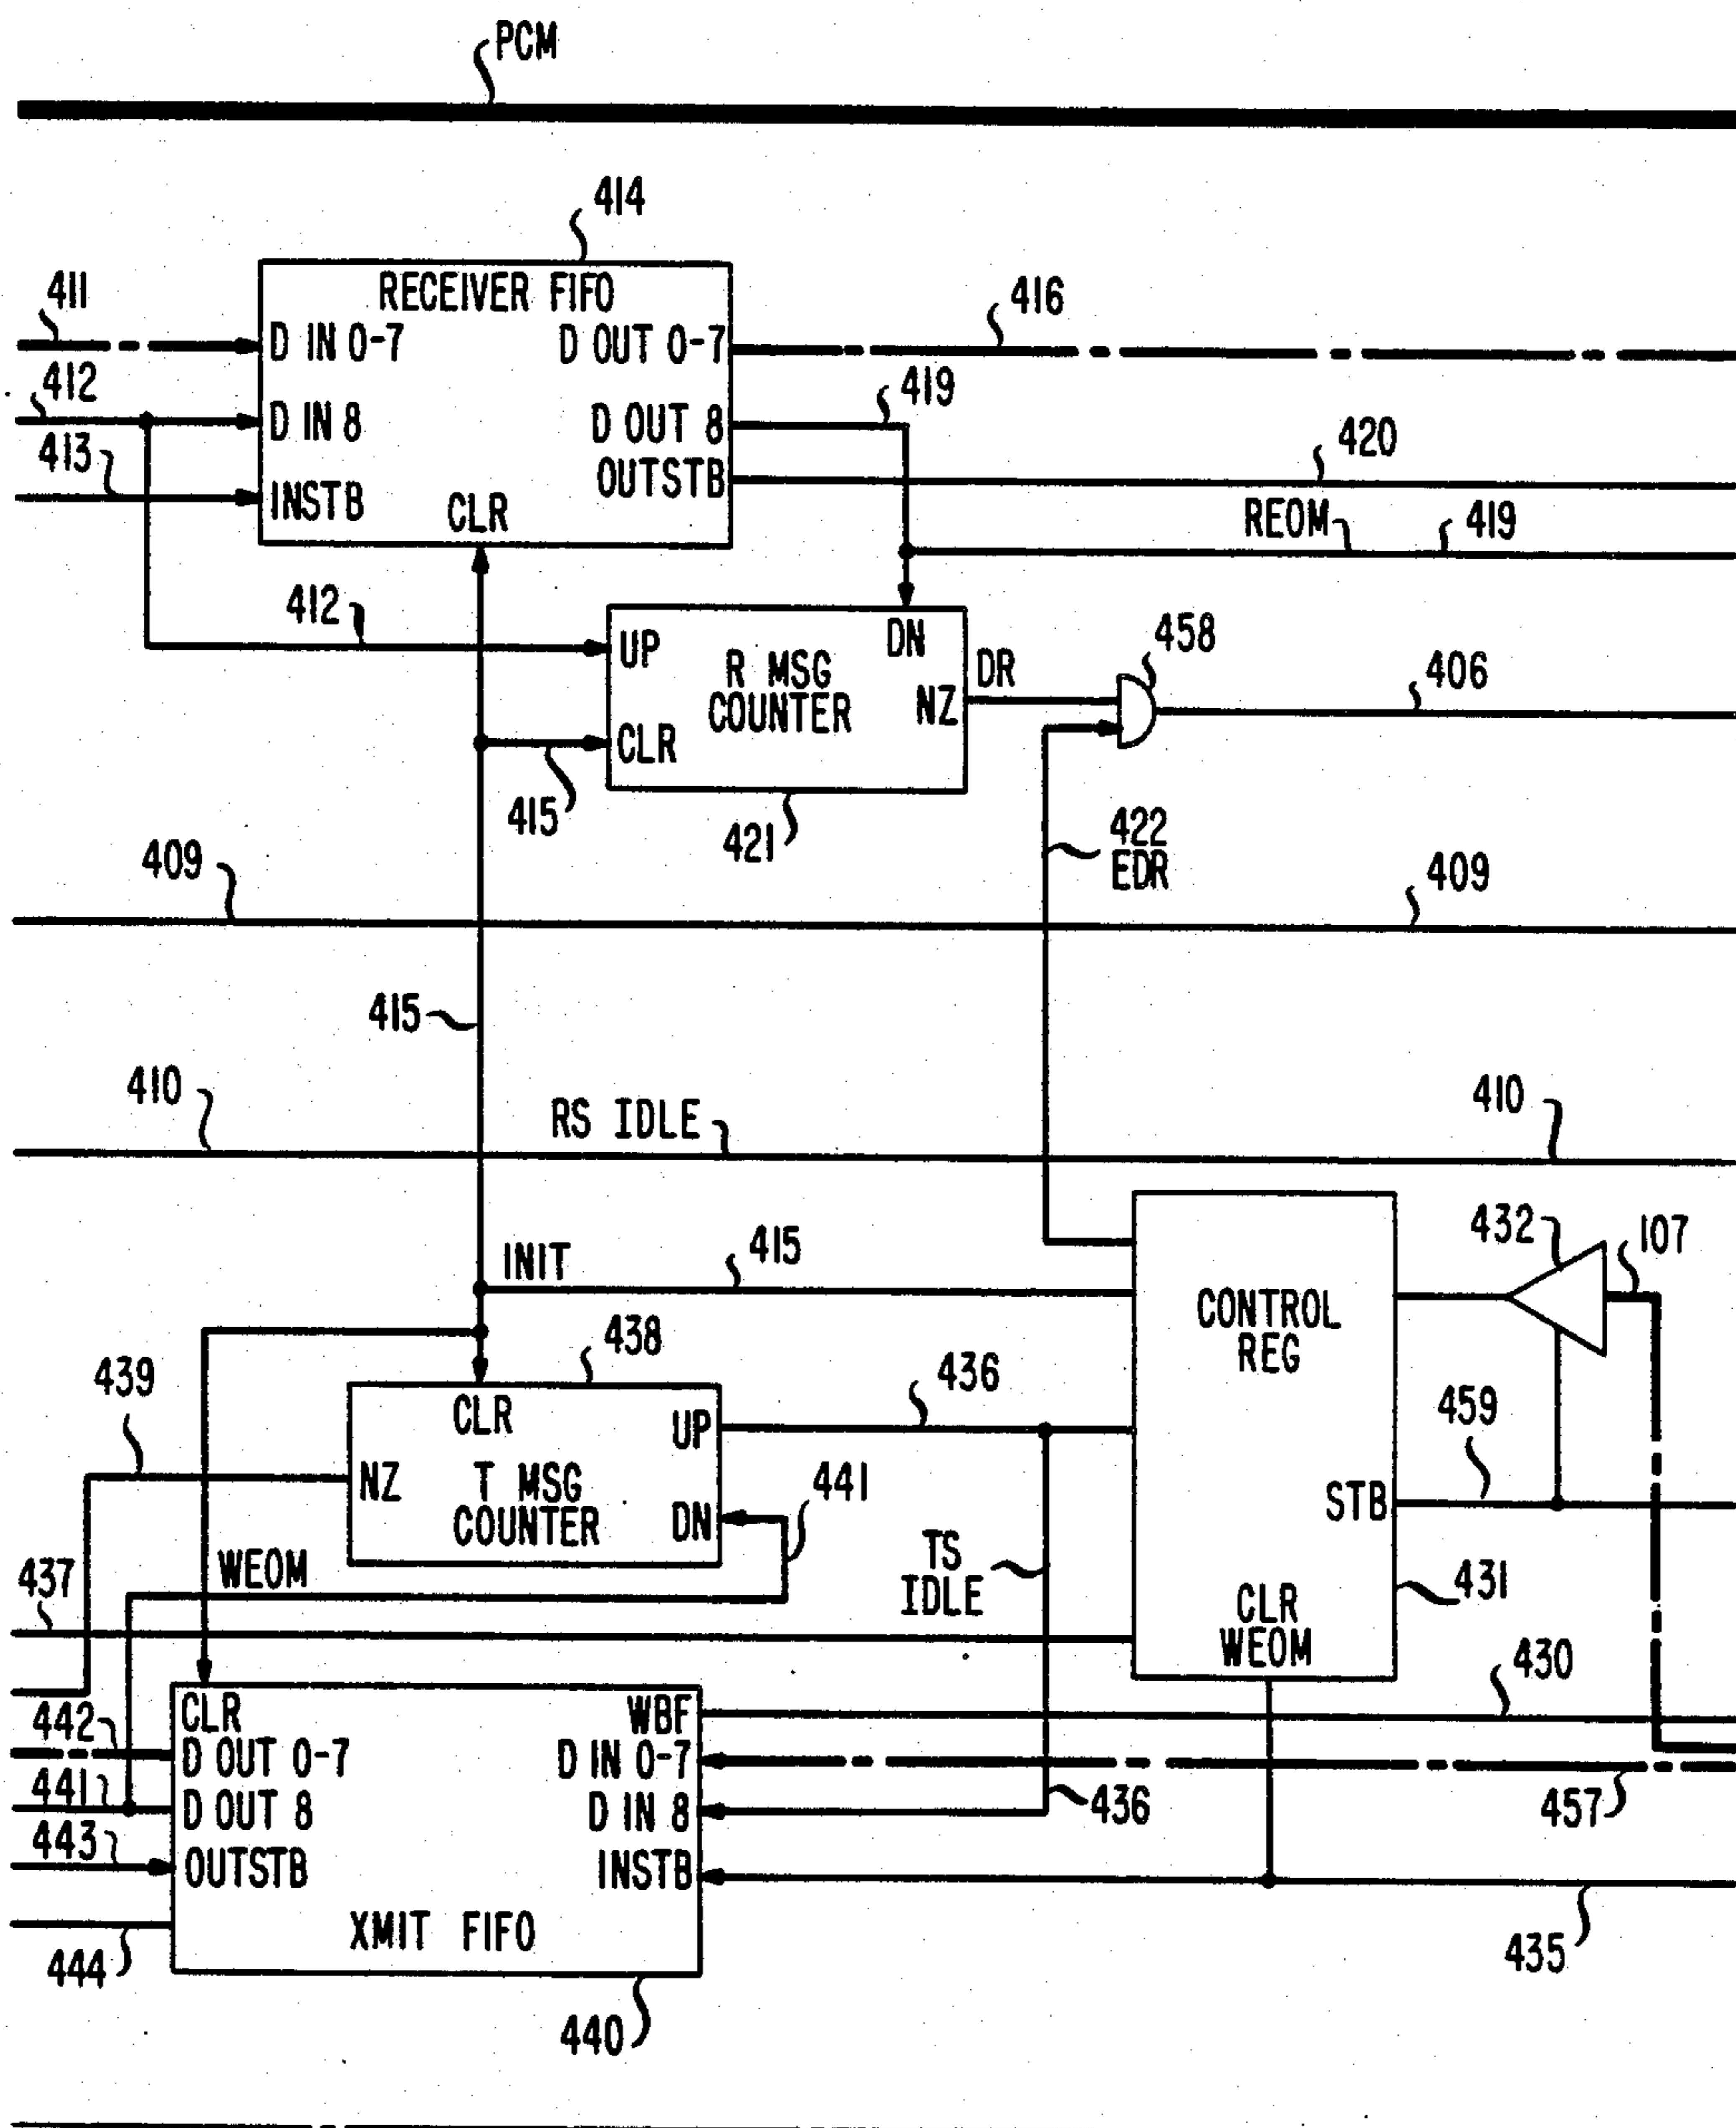 PCM
414
411
RECEIVER FIFO
416
D IN 0-7
D OUT 0-7
412
419
D IN 8
D OUT 8
420
413
INSTB
OUTSTB
CLR
REOM
419
412
458
UP
DN
R MSG
COUNTER
NZ
DR
406
CLR
415
421
422
EDR
409
409
415
410
RS IDLE
410
432
107
INIT
415
CONTROL
REG
438
439
436
CLR
UP
459
NZ
T MSG
COUNTER
441
STB
DN
TS
IDLE
437
WEOM
431
CLR
WEOM
430
442
CLR
WBF
D OUT 0-7
D IN 0-7
441
D OUT 8
D IN 8
436
457
443
OUTSTB
INSTB
XMIT FIFO
444
435
440